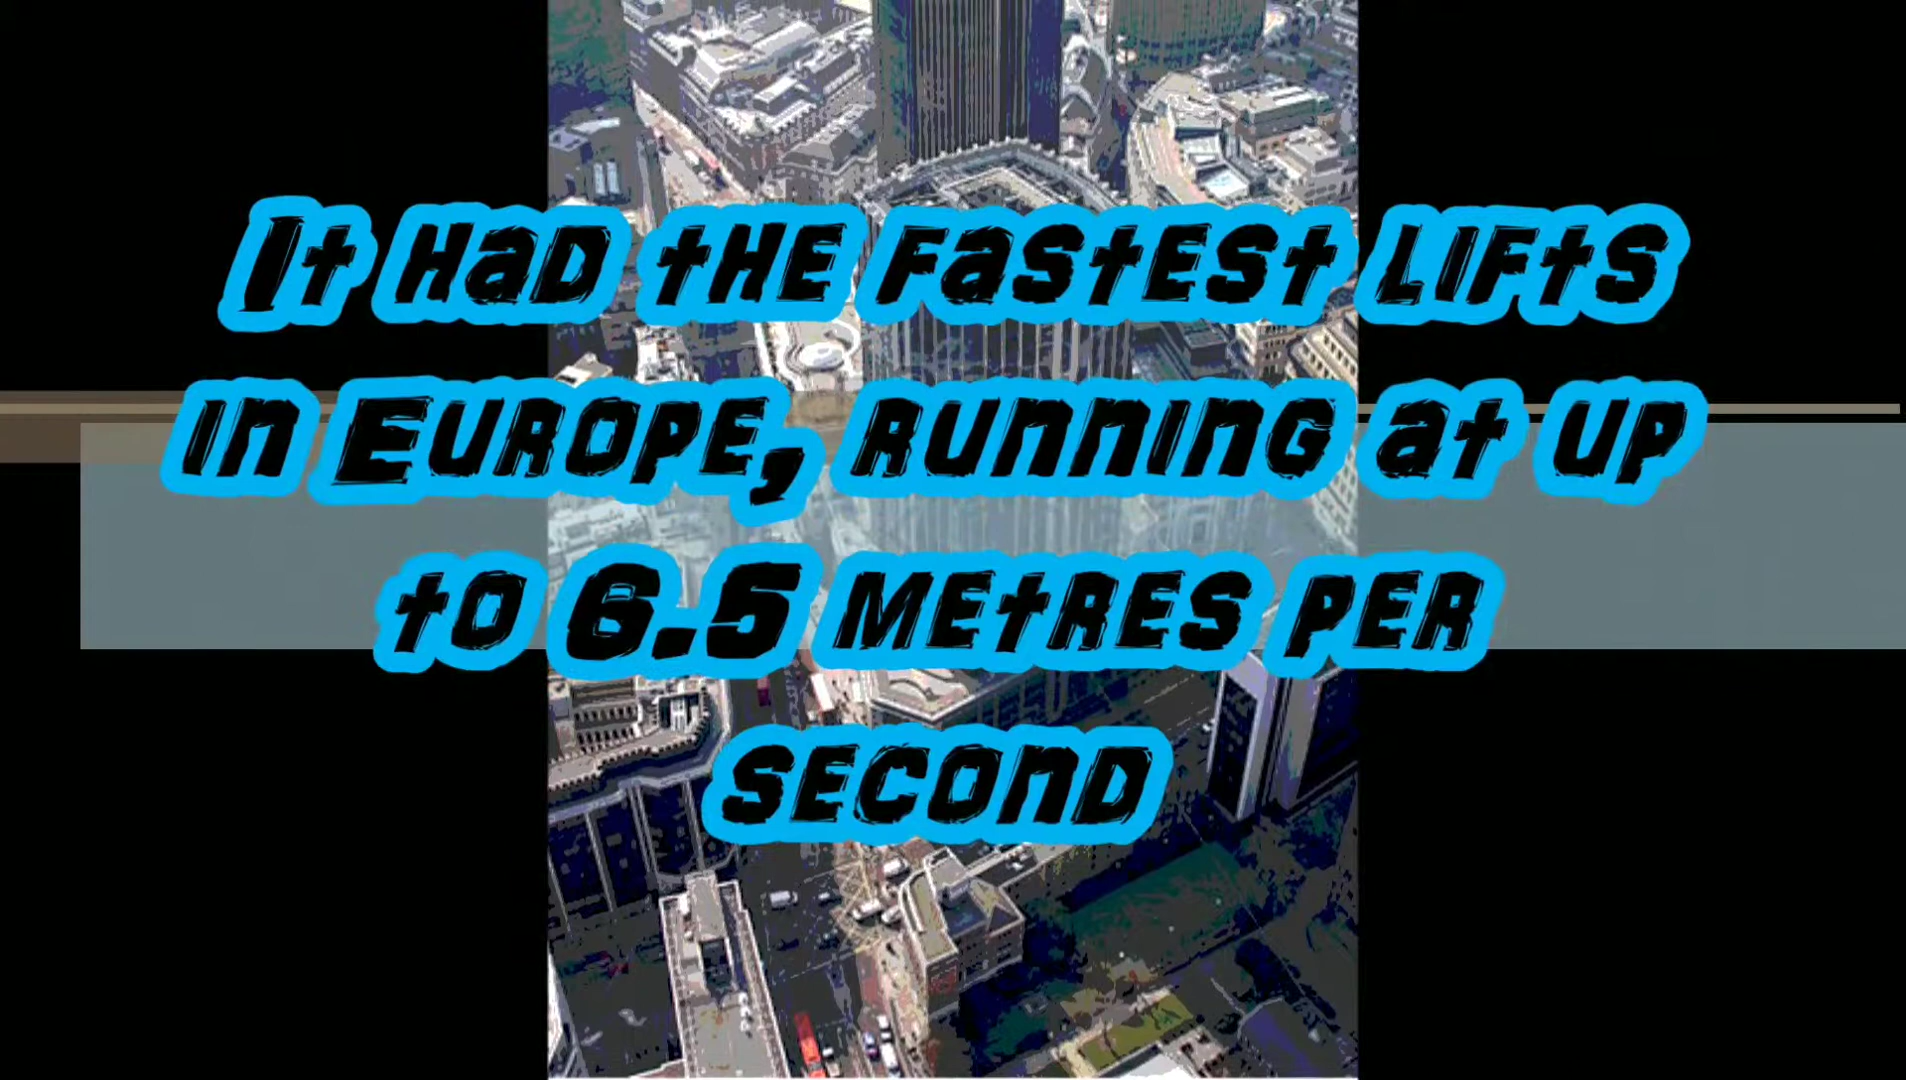 It had the fastest lifts
in Europe, running at up
to 6.5 metres per
second